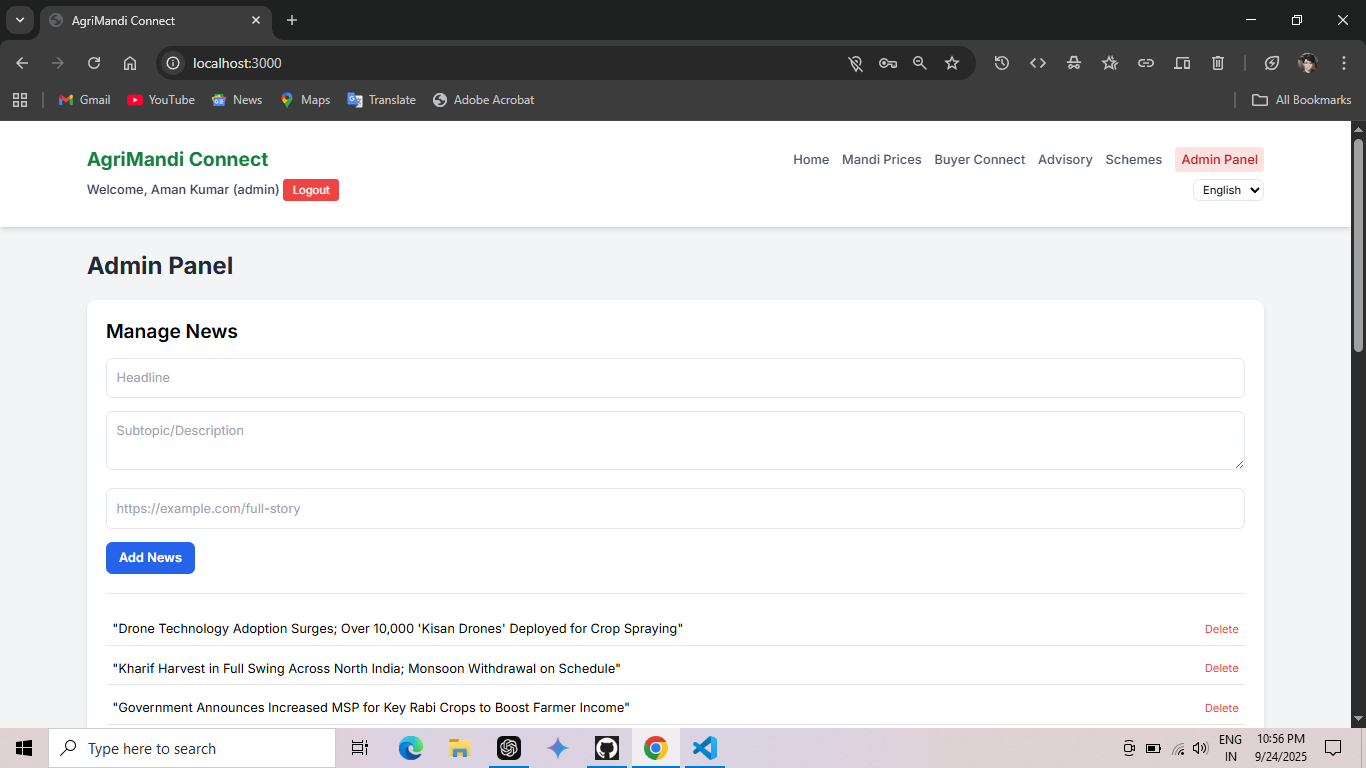 AgriMandi Connect
localhost:3000
Gmail YouTube News Maps Translate Adobe Acrobat All Bookmarks
AgriMandi Connect
Home Mandi Prices Buyer Connect Advisory Schemes Admin Panel
Welcome, Aman Kumar (admin) Logout
English
Admin Panel
Manage News
Headline
Subtopic/Description
https://example.com/full-story
Add News
"Drone Technology Adoption Surges; Over 10,000 'Kisan Drones' Deployed for Crop Spraying" Delete
"Kharif Harvest in Full Swing Across North India; Monsoon Withdrawal on Schedule" Delete
"Government Announces Increased MSP for Key Rabi Crops to Boost Farmer Income" Delete
Type here to search
ENG
IN
10:56 PM
9/24/2025